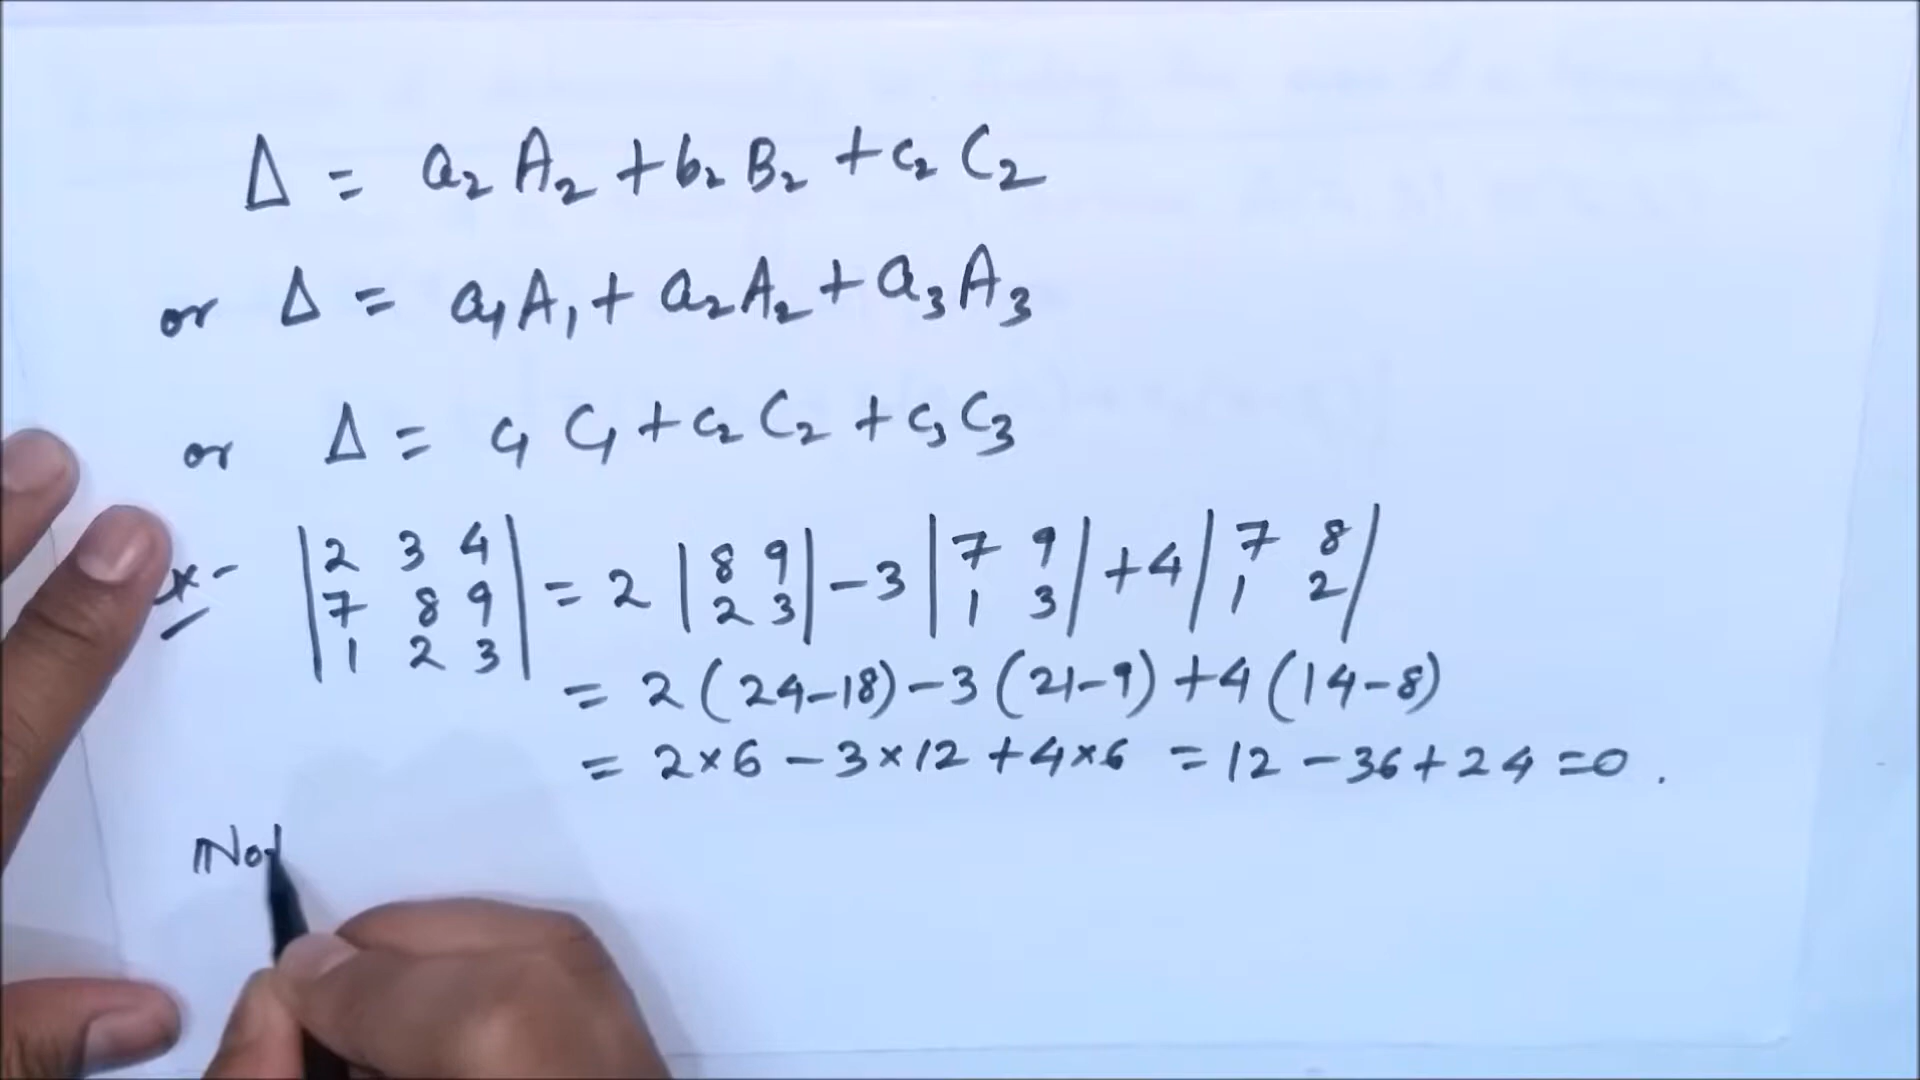 Δ = a₂A₂ + b₂B₂ + c₂C₂
or Δ = a₁A₁ + a₂A₂ + a₃A₃
or Δ = c₁C₁ + c₂C₂ + c₃C₃
x- |2 3 4| = 2 |8 9| - 3 |7 9| + 4 |7 8|
|7 8 9| |2 3| |1 3| |1 2|
|1 2 3|
= 2(24-18) - 3(21-9) + 4(14-8)
= 2×6 - 3×12 + 4×6 = 12 - 36 + 24 = 0.
Not